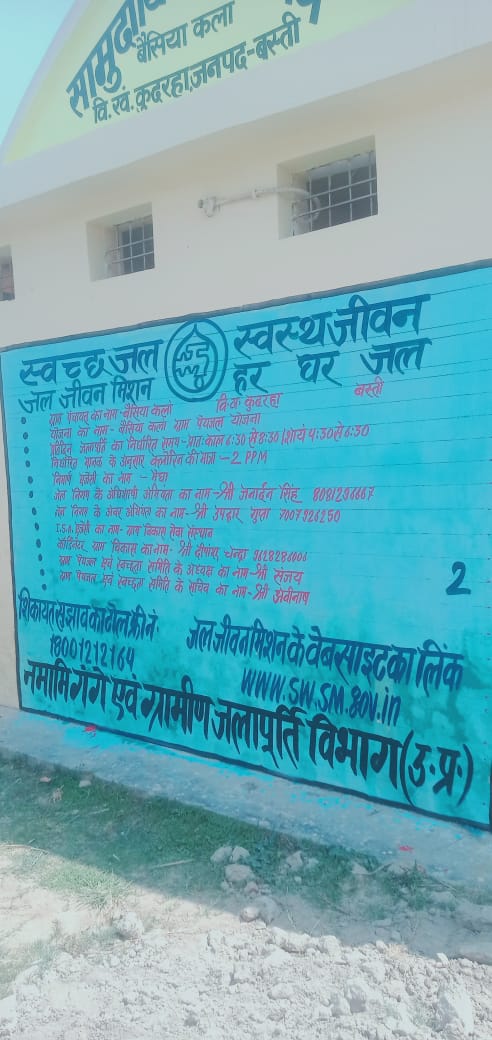 सामुदायिक
बैसिया कला
वि.खं. कुदरहा,जनपद-बस्ती
स्वच्छ जल स्वस्थ जीवन
जल जीवन मिशन हर घर जल
ग्राम पंचायत का नाम-बैसिया कला वि.ख. कुदरहा बस्ती
योजना का नाम-बैसिया कला ग्राम पेयजल योजना
प्रतिदिन जलापूर्ति का निर्धारित समय-प्रातःकाल 6:30 से 8:30 |शायं 4:30 से 6:30
निर्धारित मानक के अनुसार क्लोरिन की मात्रा -2 PPM
निर्माण एजेंसी का नाम - मेघा
जल निगम के अधिशाषी अभियंता का नाम-श्री जनार्दन सिंह
जल निगम के अवर अभियंता का नाम-श्री गुप्ता 7007926250
I.S.A. एजेंसी का नाम- ग्राम विकास सेवा संस्थान
कोर्डिनेटर ग्राम विकास का नाम- श्री दीपेश चन्द्रा
ग्राम पेयजल एवं स्वच्छता समिति के अध्यक्ष का नाम-श्री संजय
ग्राम पेयजल एवं स्वच्छता समिति के सचिव का नाम-श्री अवीनाष
2
शिकायत सुझाव का टोल फ्री नं.
18001212164
जल जीवन मिशन के वेबसाइट का लिंक
WWW.SW.SM.gov.in
नमामि गंगे एवं ग्रामीण जलापूर्ति विभाग(उ.प्र.)